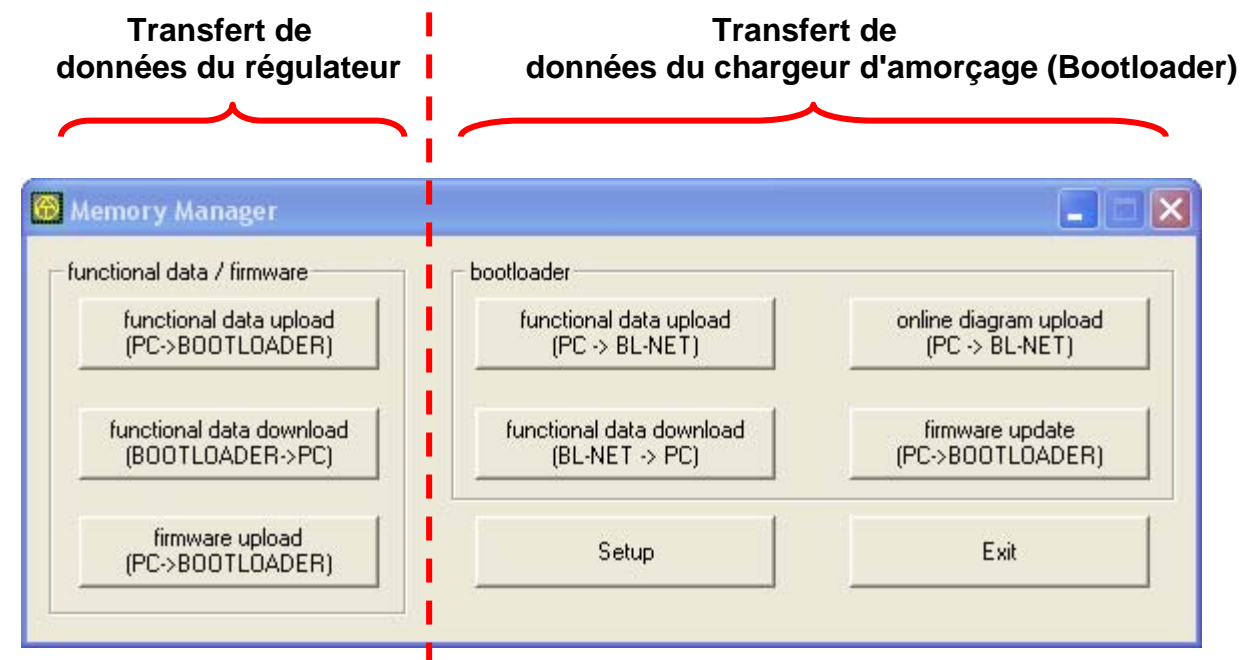 Transfert de
données du régulateur
Transfert de
données du chargeur d'amorçage (Bootloader)
Memory Manager
functional data / firmware
functional data upload
(PC->BOOTLOADER)
functional data download
(BOOTLOADER->PC)
firmware upload
(PC->BOOTLOADER)
bootloader
functional data upload
(PC -> BL-NET)
online diagram upload
(PC -> BL-NET)
functional data download
(BL-NET -> PC)
firmware update
(PC->BOOTLOADER)
Setup
Exit